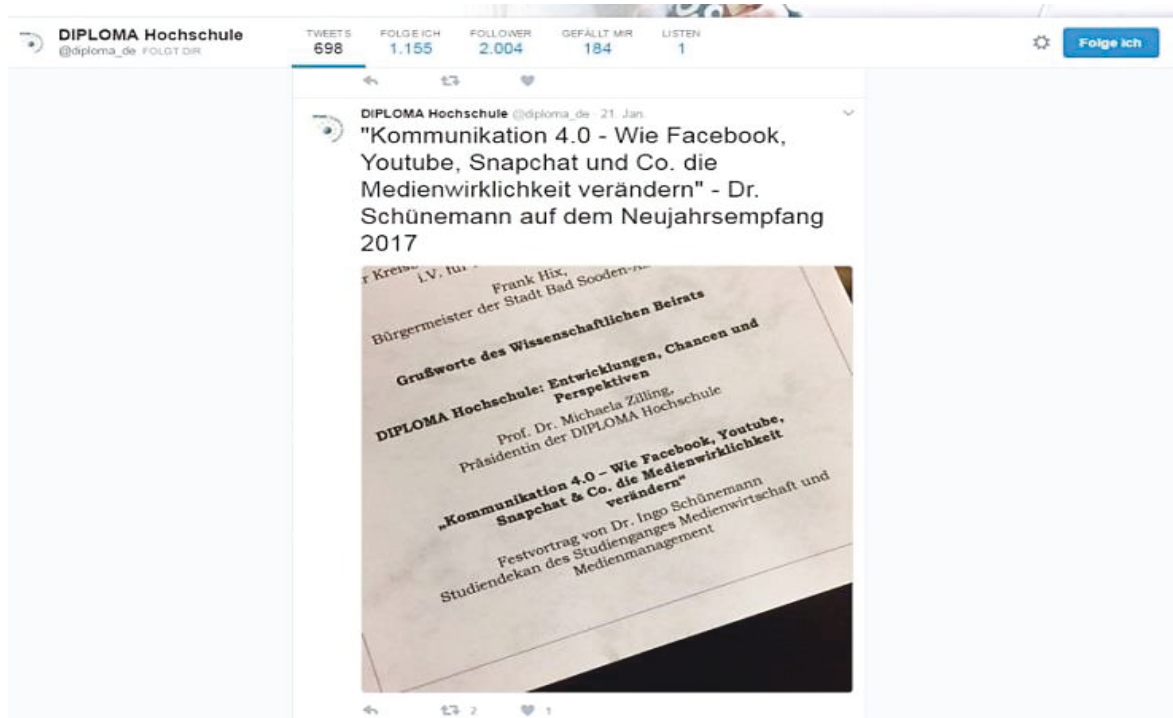 DIPLOMA Hochschule
@diploma_de FOLGT DIR
TWEETS
698
FOLGE ICH
1.155
FOLLOWER
2.004
GEFÄLLT MIR
184
LISTEN
1
Folge ich
DIPLOMA Hochschule @diploma_de · 21. Jan.
"Kommunikation 4.0 - Wie Facebook,
Youtube, Snapchat und Co. die
Medienwirklichkeit verändern" - Dr.
Schünemann auf dem Neujahrsempfang
2017
i.V. für
Frank Hix,
Bürgermeister der Stadt Bad
Grußworte des Wissenschaftlichen Beirats
DIPLOMA Hochschule: Entwicklungen, Chancen und
Perspektiven
Prof. Dr. Michaela Zilling,
Präsidentin der DIPLOMA Hochschule
„Kommunikation 4.0 – Wie Facebook, Youtube,
Snapchat & Co. die Medienwirklichkeit
verändern"
Festvortrag von Dr. Ingo Schünemann
Studiendekan des Studienganges Medienwirtschaft und
Medienmanagement
2
1